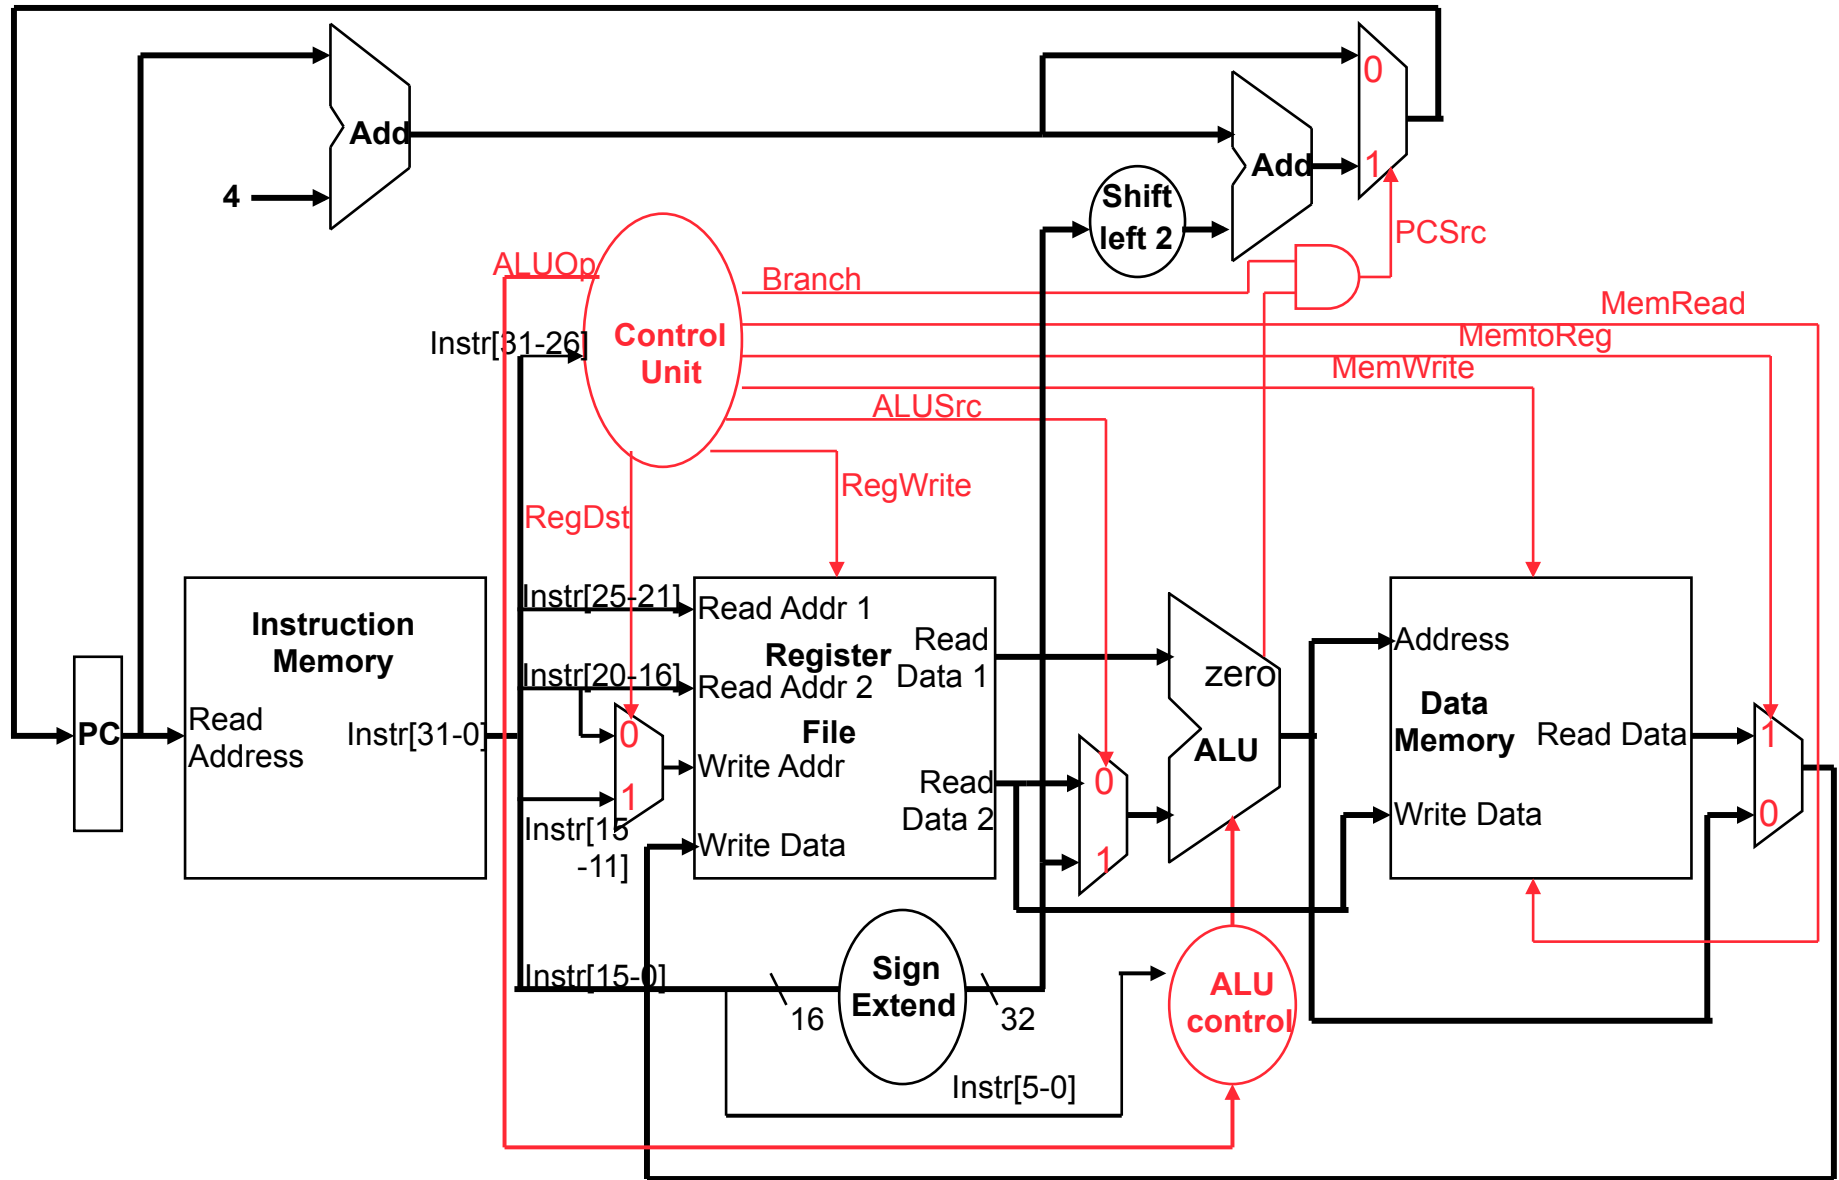 0
Add
Add
1
4
Shift
left 2
PCSrc
ALUOp
Branch
MemRead
Instr[31-26]
Control
Unit
MemtoReg
MemWrite
ALUSrc
RegWrite
RegDst
Instruction
Memory
Instr[25-21]
Read Addr 1
Register
Read
Data 1
Address
Instr[20-16]
Read Addr 2
zero
Data
Memory
PC
Read
Address
Instr[31-0]
0
File
Write Addr
ALU
Read Data
1
1
Read
Data 2
0
Write Data
0
Instr[15
-11]
Write Data
1
Instr[15-0]
Sign
Extend
16
32
ALU
control
Instr[5-0]